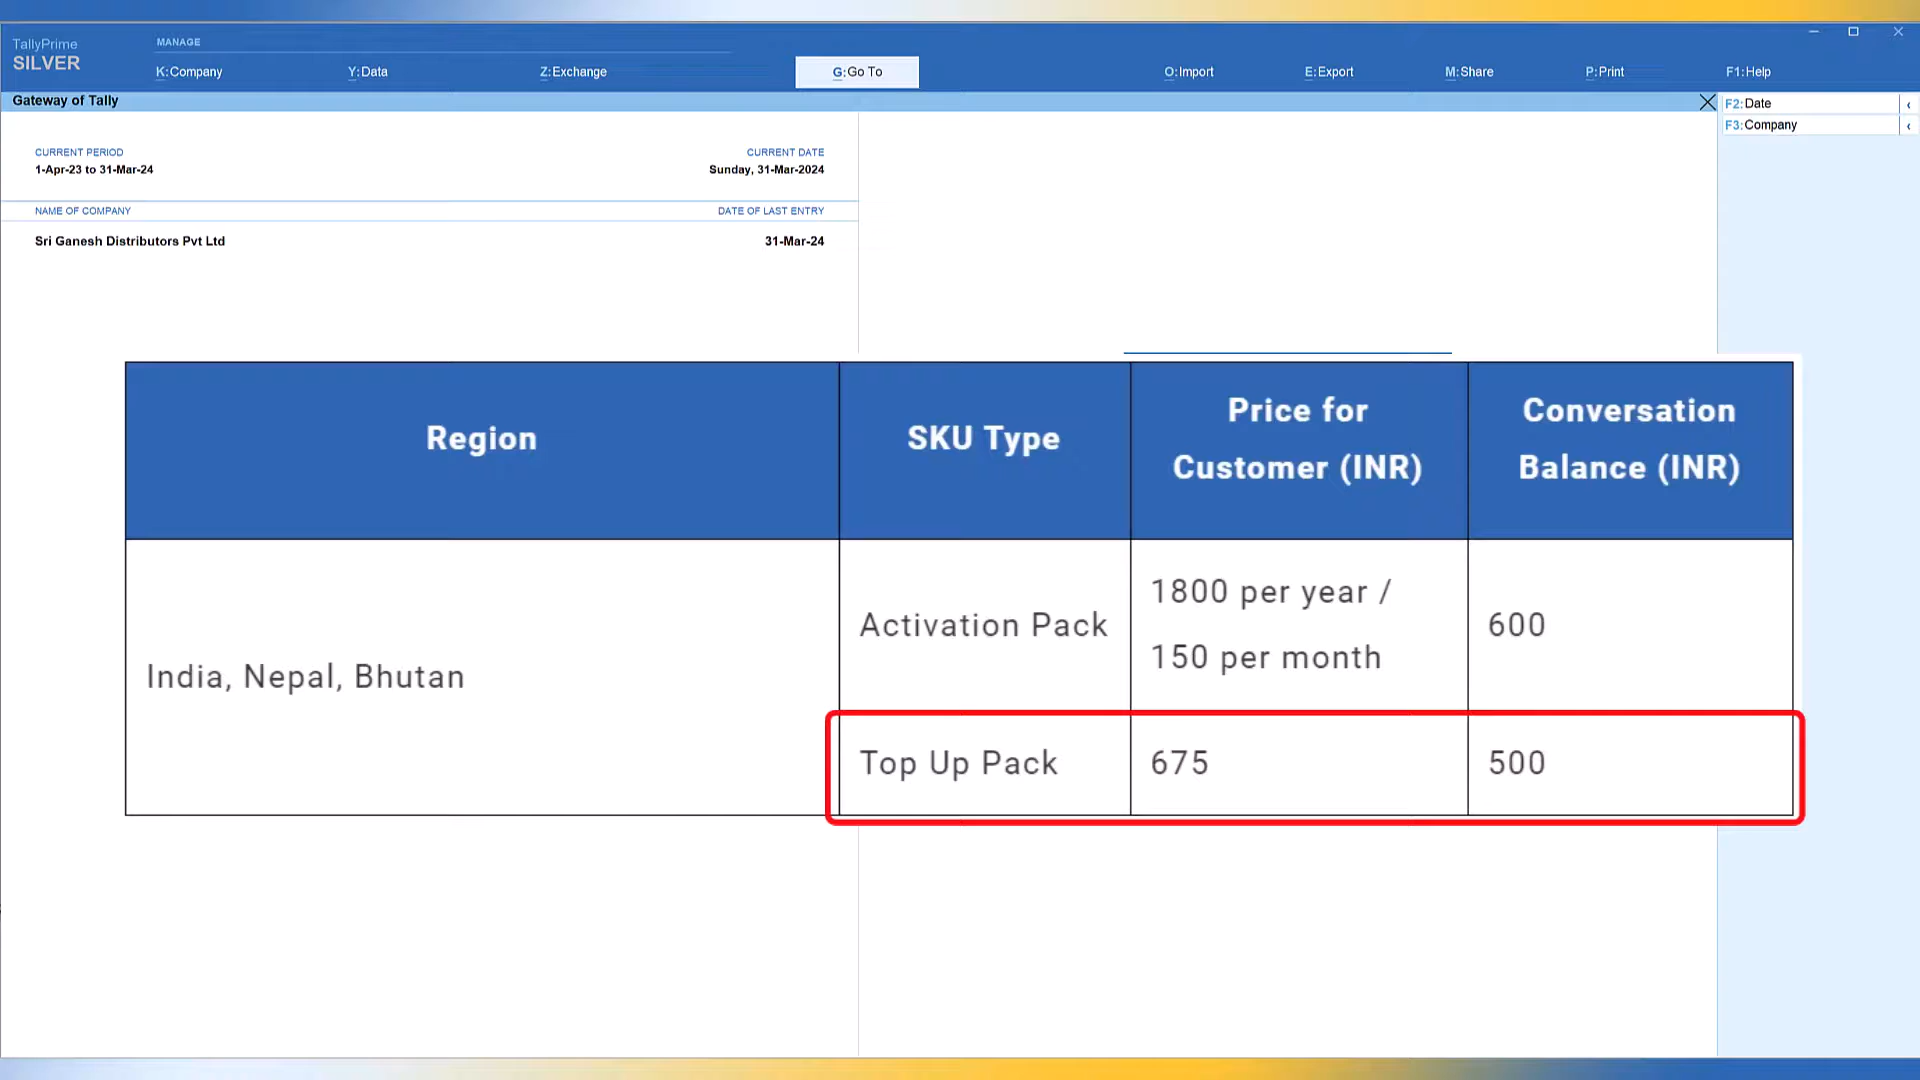 TallyPrime
SILVER
MANAGE
K:Company
Y:Data
Z:Exchange
G:Go To
O:Import
E:Export
M:Share
P:Print
F1:Help
Gateway of Tally
F2:Date
F3:Company
CURRENT PERIOD
CURRENT DATE
1-Apr-23 to 31-Mar-24
Sunday, 31-Mar-2024
NAME OF COMPANY
DATE OF LAST ENTRY
Sri Ganesh Distributors Pvt Ltd
31-Mar-24
Region
SKU Type
Price for
Customer (INR)
Conversation
Balance (INR)
India, Nepal, Bhutan
Activation Pack
1800 per year /
150 per month
600
Top Up Pack
675
500